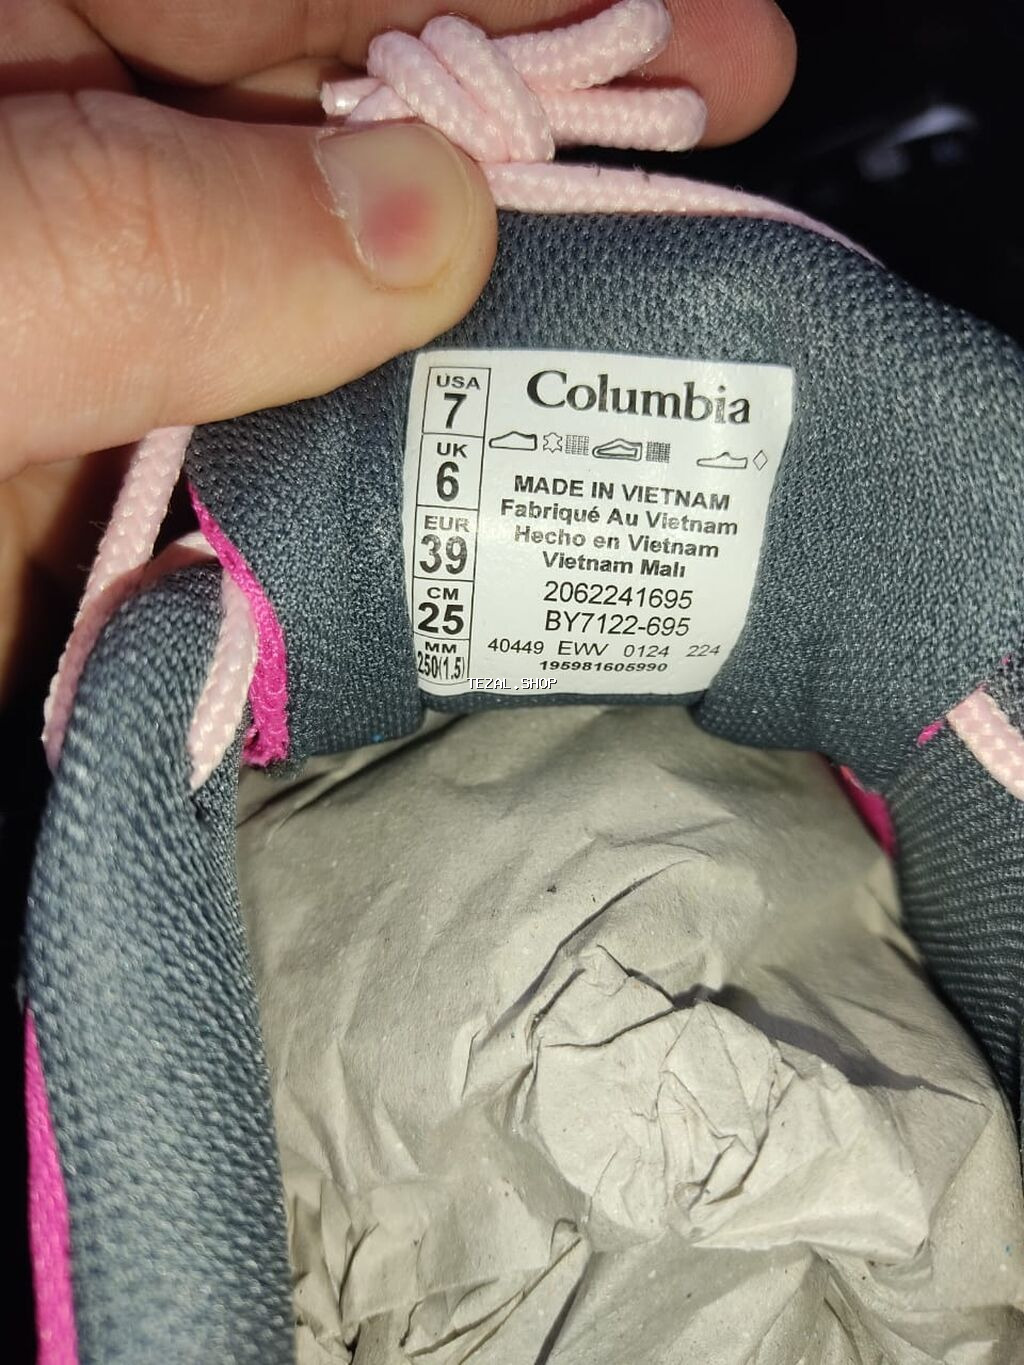 USA
7
UK
6
EUR
39
CM
25
MM
250(1.5)
Columbia
MADE IN VIETNAM
Fabriqué Au Vietnam
Hecho en Vietnam
Vietnam Malı
2062241695
BY7122-695
40449 EWV 0124 224
195981605990
TEZAL.SHOP